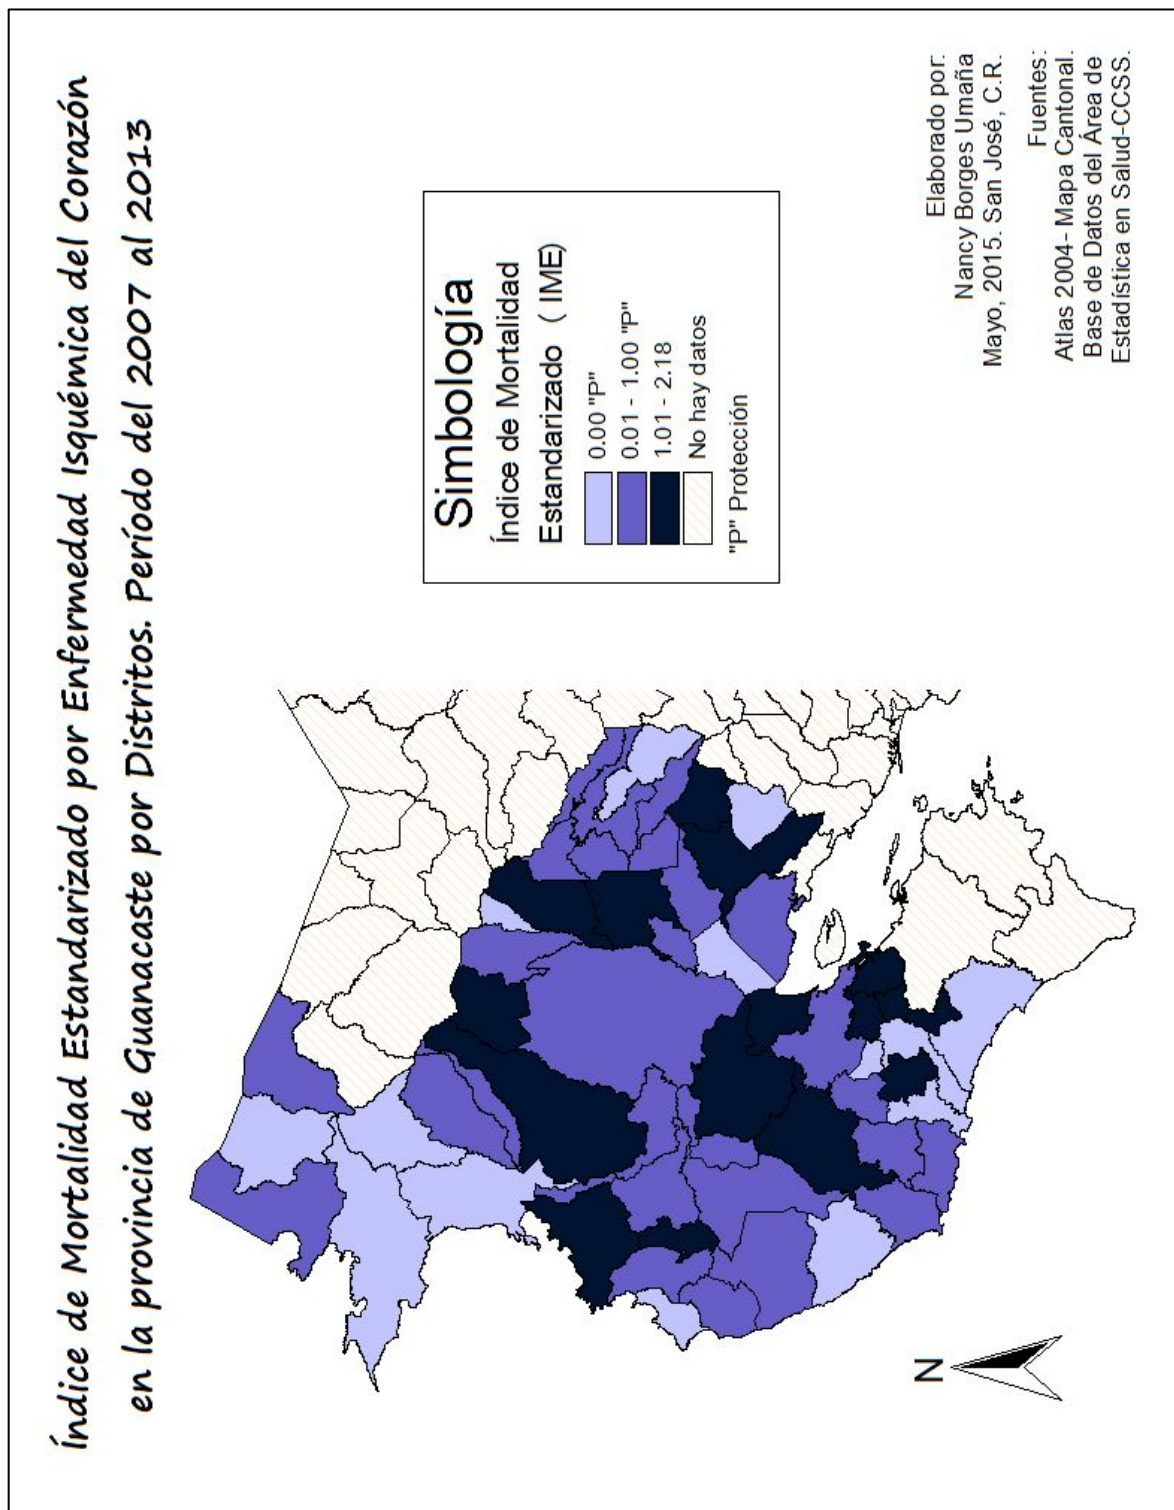 Índice de Mortalidad Estandarizado por Enfermedad Isquémica del Corazón
en la provincia de Guanacaste por Distritos. Período del 2007 al 2013
Simbología
Índice de Mortalidad
Estandarizado ( IME)
0.00 "P"
0.01 - 1.00 "P"
1.01 - 2.18
No hay datos
"P" Protección
N
Elaborado por:
Nancy Borges Umaña
Mayo, 2015. San José, C.R.
Fuentes:
Atlas 2004- Mapa Cantonal.
Base de Datos del Área de
Estadística en Salud-CCSS.